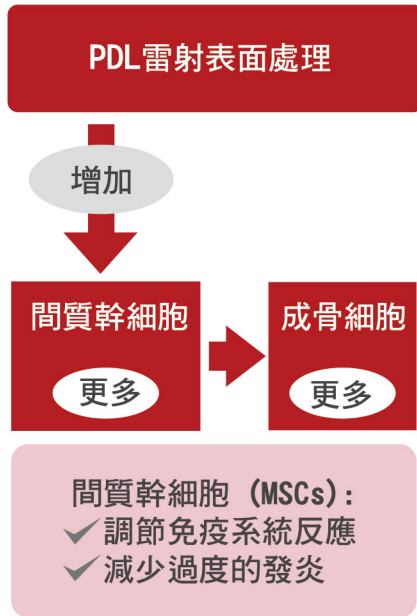 PDL雷射表面處理
增加
間質幹細胞
更多
成骨細胞
更多
間質幹細胞 (MSCs):
調節免疫系統反應
減少過度的發炎